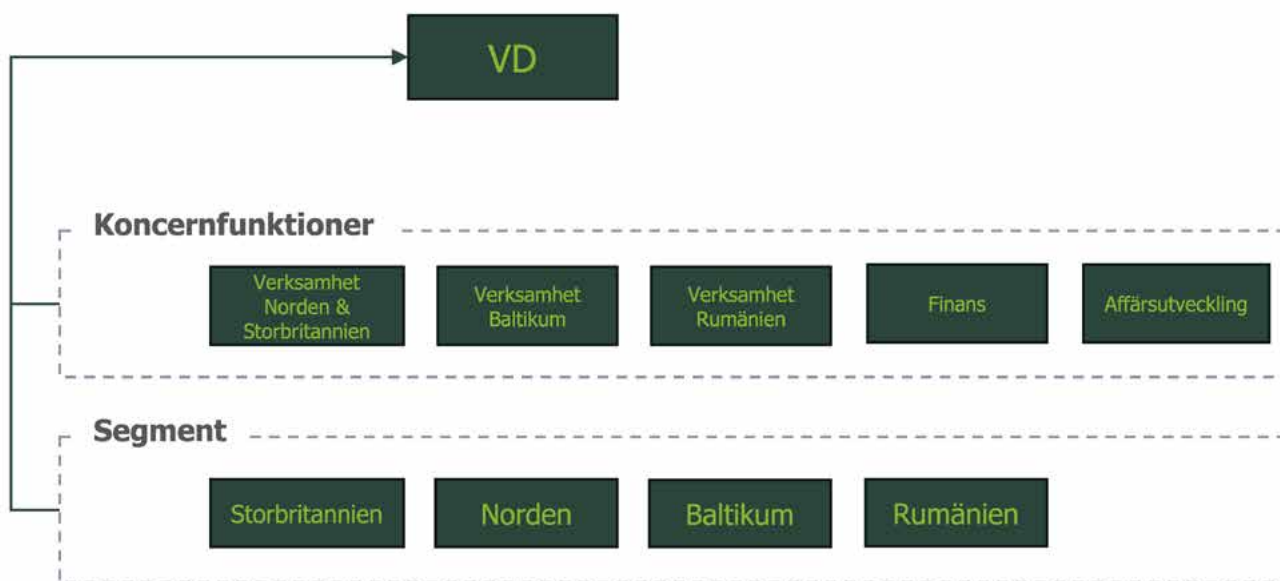 VD
Koncernfunktioner
Verksamhet
Norden &
Storbritannien
Verksamhet
Baltikum
Verksamhet
Rumänien
Finans
Affärsutveckling
Segment
Storbritannien
Norden
Baltikum
Rumänien